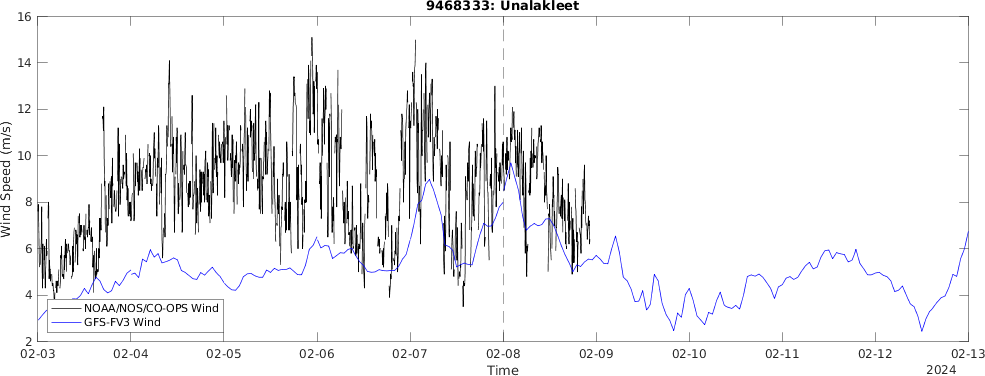 9468333: Unalakleet
16
14
12
10
8
6
4
2
Wind Speed (m/s)
NOAA/NOS/CO-OPS Wind
GFS-FV3 Wind
02-03 02-04 02-05 02-06 02-07 02-08 02-09 02-10 02-11 02-12 02-13
Time
2024